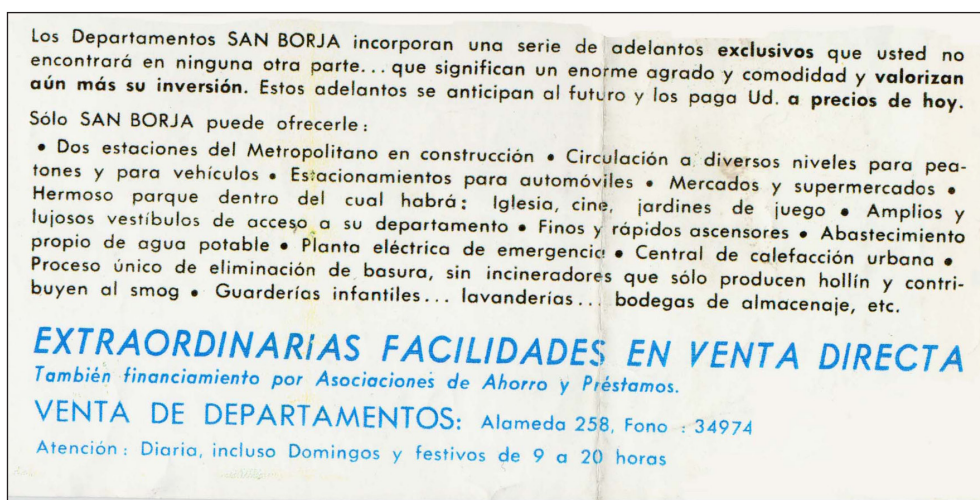 Los Departamentos SAN BORJA incorporan una serie de adelantos exclusivos que usted no
encontrará en ninguna otra parte... que significan un enorme agrado y comodidad y valorizan
aún más su inversión. Estos adelantos se anticipan al futuro y los paga Ud. a precios de hoy.
Sólo SAN BORJA puede ofrecerle:
• Dos estaciones del Metropolitano en construcción • Circulación a diversos niveles para pea-
tones y para vehículos • Estacionamientos para automóviles • Mercados y supermercados •
Hermoso parque dentro del cual habrá: Iglesia, cine, jardines de juego • Amplios y
lujosos vestíbulos de acceso a su departamento • Finos y rápidos ascensores • Abastecimiento
propio de agua potable • Planta eléctrica de emergencia • Central de calefacción urbana •
Proceso único de eliminación de basura, sin incineradores que sólo producen hollín y contri-
buyen al smog • Guarderías infantiles... lavanderías... bodegas de almacenaje, etc.
EXTRAORDINARIAS FACILIDADES EN VENTA DIRECTA
También financiamiento por Asociaciones de Ahorro y Préstamos.
VENTA DE DEPARTAMENTOS: Alameda 258, Fono : 34974
Atención: Diaria, incluso Domingos y festivos de 9 a 20 horas